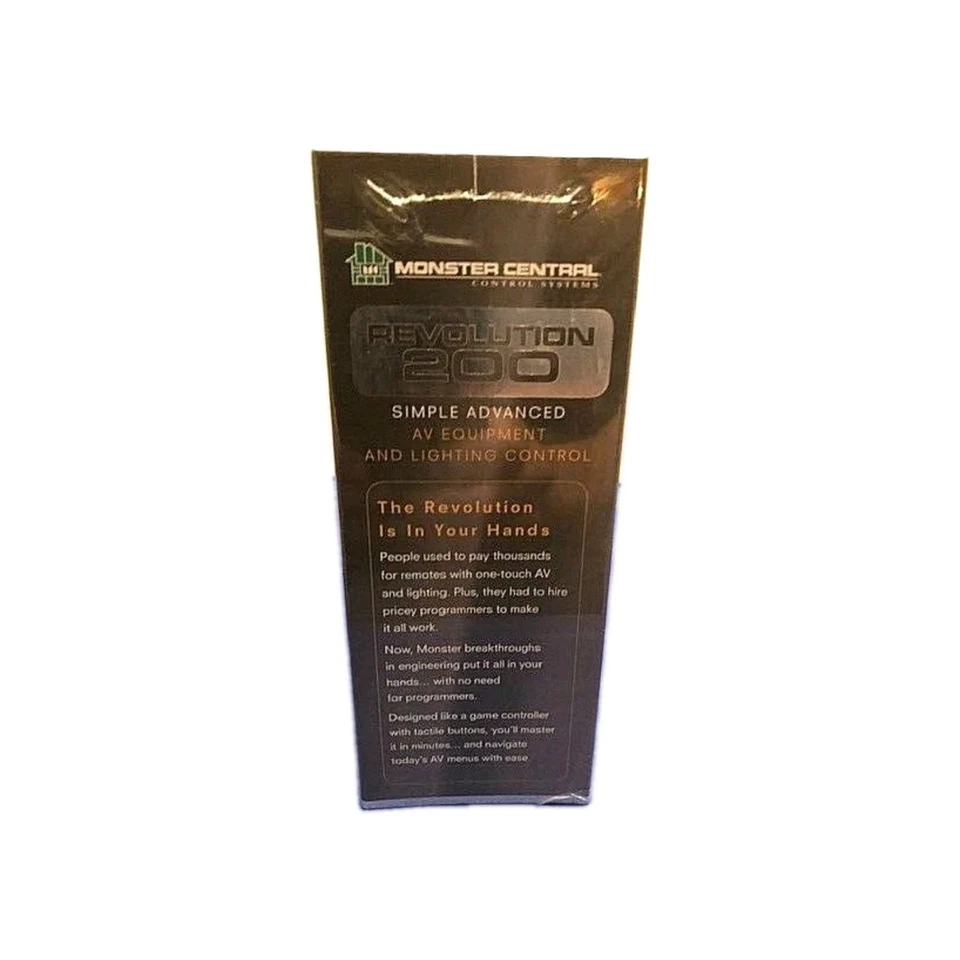 MONSTER CENTRAL
CONTROL SYSTEMS
REVOLUTION
200
SIMPLE ADVANCED
AV EQUIPMENT
AND LIGHTING CONTROL
The Revolution
Is In Your Hands
People used to pay thousands
for remotes with one-touch AV
and lighting. Plus, they had to hire
pricey programmers to make
it all work.
Now, Monster breakthroughs
in engineering put it all in your
hands... with no need
for programmers.
Designed like a game controller
with tactile buttons, you'll master
it in minutes... and navigate
today's AV menus with ease.